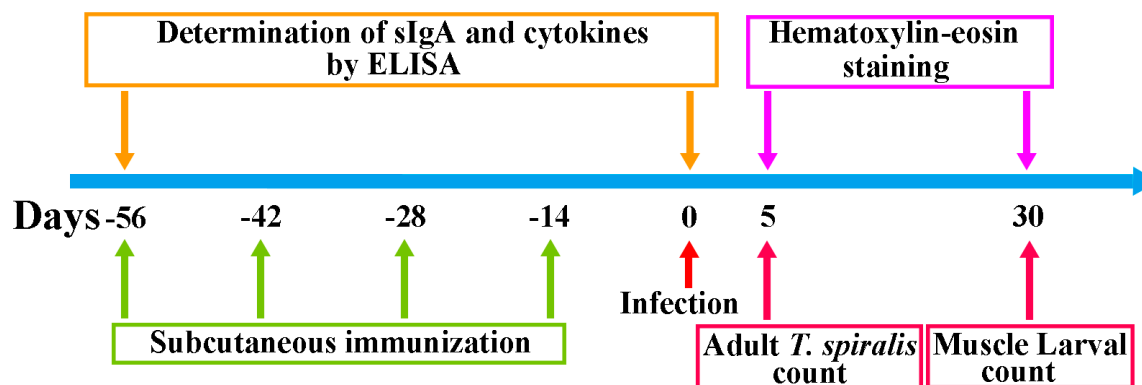 Determination of sIgA and cytokines
by ELISA
Hematoxylin-eosin
staining
Days -56 -42 -28 -14 0 5 30
Infection
Subcutaneous immunization
Adult T. spiralis
count
Muscle Larval
count